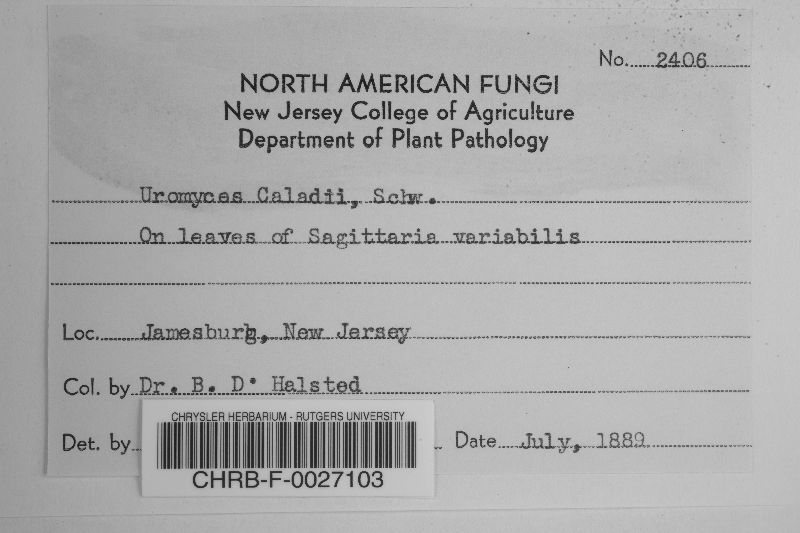 No. 2406
NORTH AMERICAN FUNGI
New Jersey College of Agriculture
Department of Plant Pathology
Uromyces Caladii, Schw.
On leaves of Sagittaria variabilis
Loc. Jamesburg, New Jersey
Col. by Dr. B. D. Halsted
Det. by
Date July, 1889
CHRYSLER HERBARIUM - RUTGERS UNIVERSITY
CHRB-F-0027103